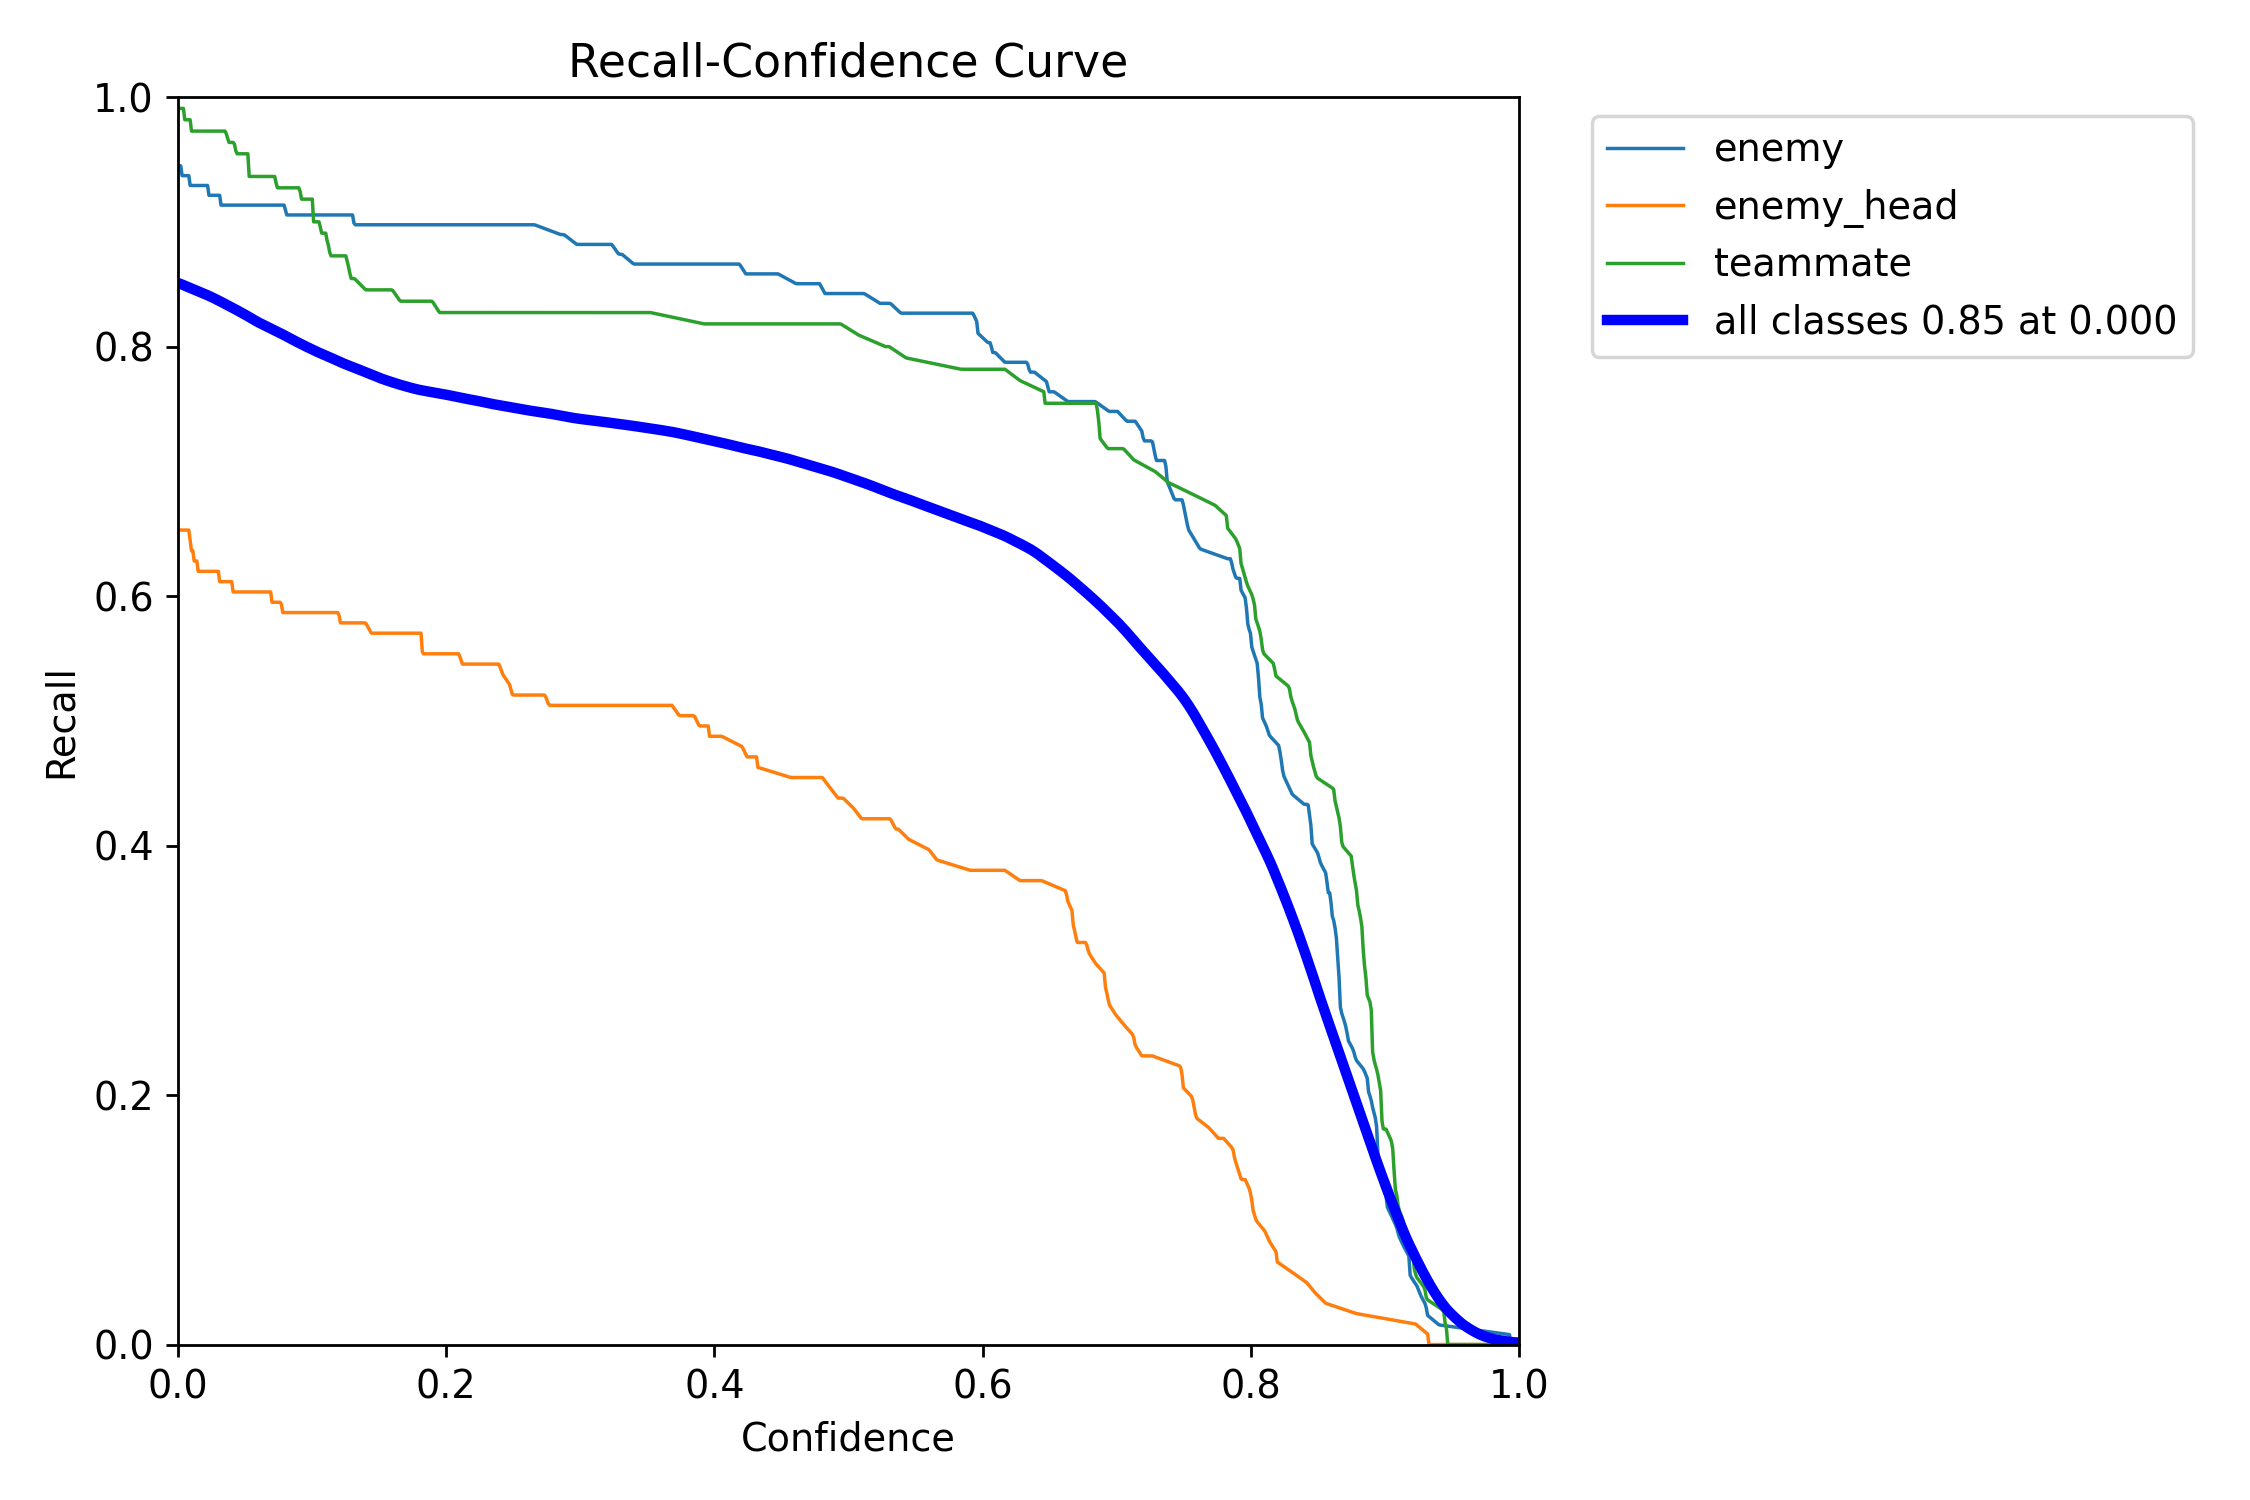 Recall-Confidence Curve
1.0
0.8
0.6
0.4
0.2
0.0
Recall
0.0 0.2 0.4 0.6 0.8 1.0
Confidence
enemy
enemy_head
teammate
all classes 0.85 at 0.000